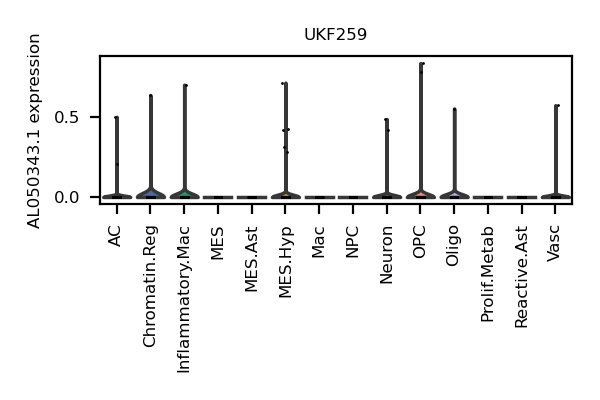 UKF259
AL050343.1 expression
0.5
0.0
AC
Chromatin.Reg
Inflammatory.Mac
MES
MES.Ast
MES.Hyp
Mac
NPC
Neuron
OPC
Oligo
Prolif.Metab
Reactive.Ast
Vasc